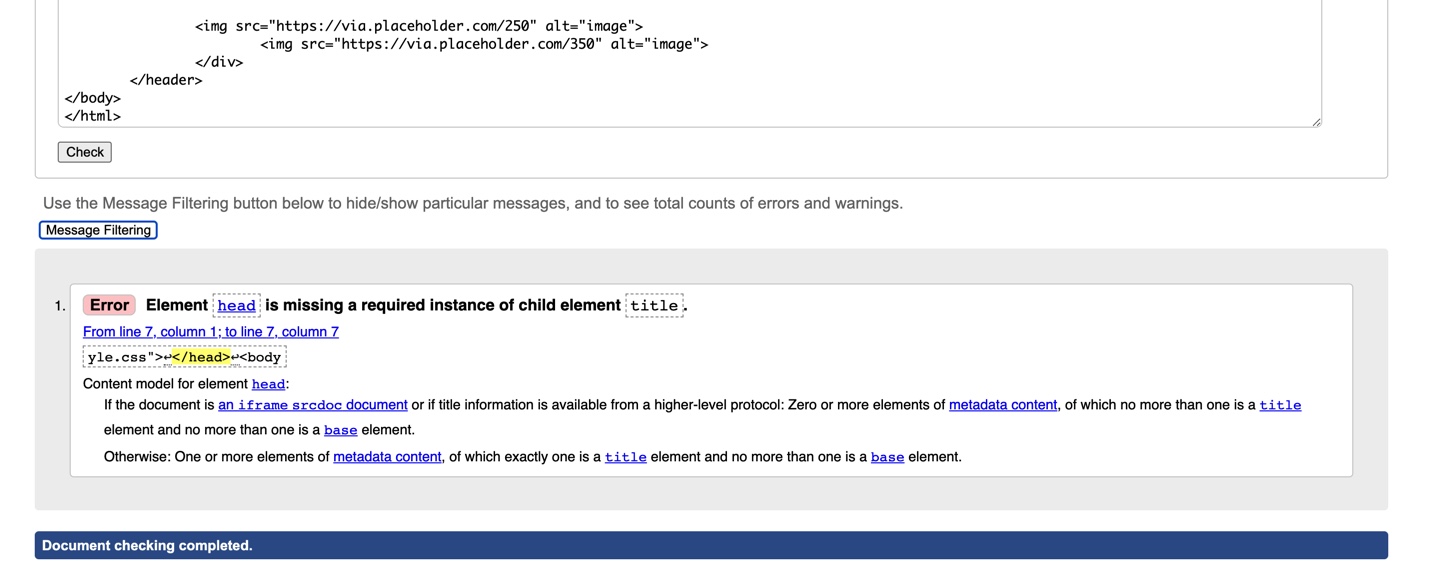 <img src="https://via.placeholder.com/250" alt="image">
<img src="https://via.placeholder.com/350" alt="image">
</div>
</header>
</body>
</html>
Check
Use the Message Filtering button below to hide/show particular messages, and to see total counts of errors and warnings.
Message Filtering
1. Error Element head is missing a required instance of child element title.
From line 7, column 1; to line 7, column 7
yle.css">↩</head>↩<body
Content model for element head:
If the document is an iframe srcdoc document or if title information is available from a higher-level protocol: Zero or more elements of metadata content, of which no more than one is a title
element and no more than one is a base element.
Otherwise: One or more elements of metadata content, of which exactly one is a title element and no more than one is a base element.
Document checking completed.